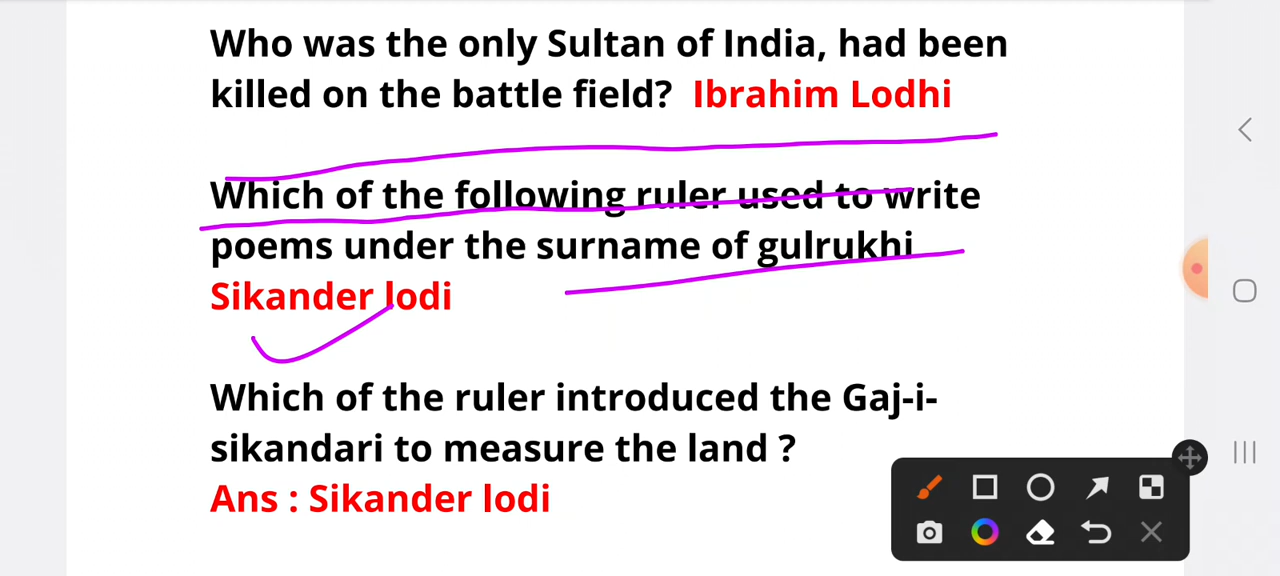 Who was the only Sultan of India, had been
killed on the battle field? Ibrahim Lodhi
Which of the following ruler used to write
poems under the surname of gulrukhi
Sikander lodi
Which of the ruler introduced the Gaj-i-
sikandari to measure the land ?
Ans : Sikander lodi